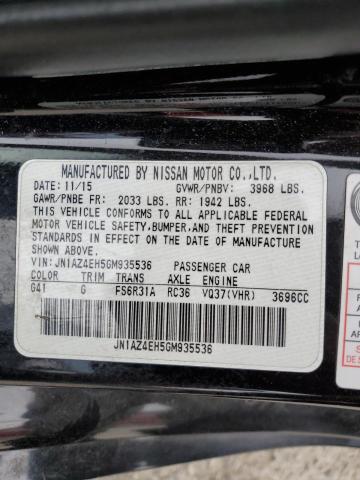 MANUFACTURED BY NISSAN MOTOR CO., LTD.
DATE: 11/15 GVWR/PNBV: 3968 LBS.
GAWR/PNBE FR: 2033 LBS. RR: 1942 LBS.
THIS VEHICLE CONFORMS TO ALL APPLICABLE FEDERAL
MOTOR VEHICLE SAFETY, BUMPER, AND THEFT PREVENTION
STANDARDS IN EFFECT ON THE DATE OF MANUFACTURE
SHOWN ABOVE.
VIN: JN1AZ4EH5GM935536 PASSENGER CAR
COLOR TRIM TRANS AXLE ENGINE
G41 G FS6R31A RC36 VQ37(VHR) 3696CC
JN1AZ4EH5GM935536